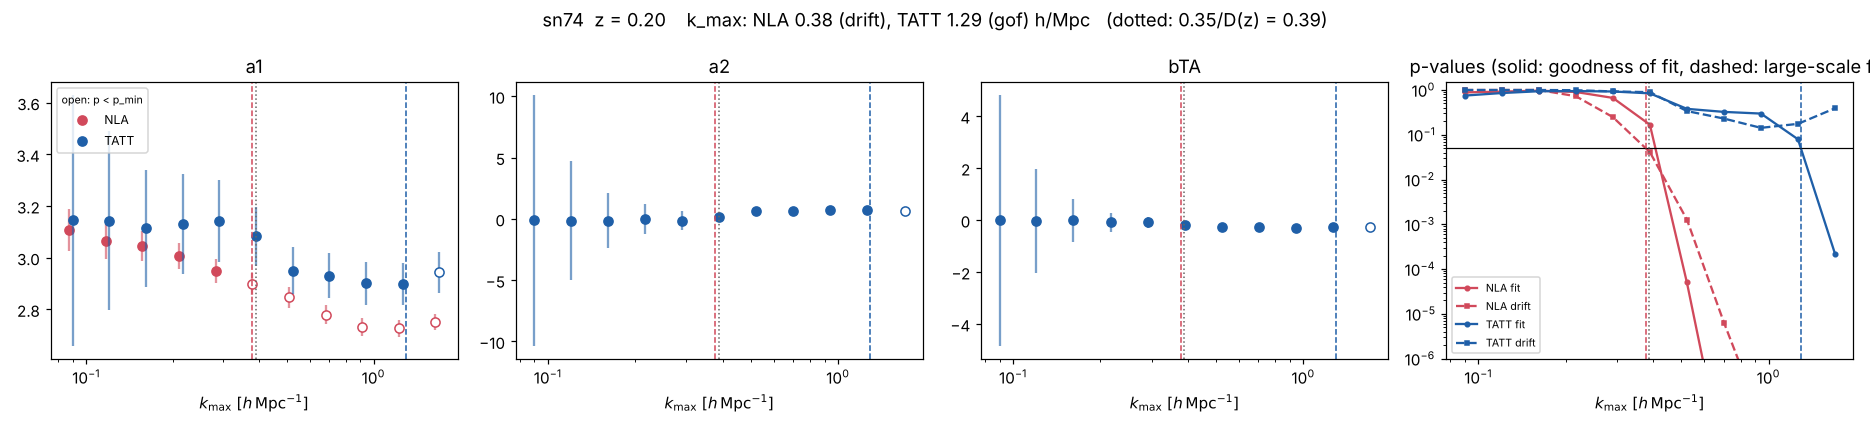 sn74  z = 0.20    k_max: NLA 0.38 (drift), TATT 1.29 (gof) h/Mpc   (dotted: 0.35/D(z) = 0.39)
a1
3.6
3.4
3.2
3.0
2.8
open: p < p_min
NLA
TATT
10⁻¹
10⁰
k_max [h Mpc⁻¹]
a2
10
5
0
−5
−10
10⁻¹
10⁰
k_max [h Mpc⁻¹]
bTA
4
2
0
−2
−4
10⁻¹
10⁰
k_max [h Mpc⁻¹]
p-values (solid: goodness of fit, dashed: large-scale f
10⁰
10⁻¹
10⁻²
10⁻³
10⁻⁴
10⁻⁵
10⁻⁶
NLA fit
NLA drift
TATT fit
TATT drift
10⁻¹
10⁰
k_max [h Mpc⁻¹]